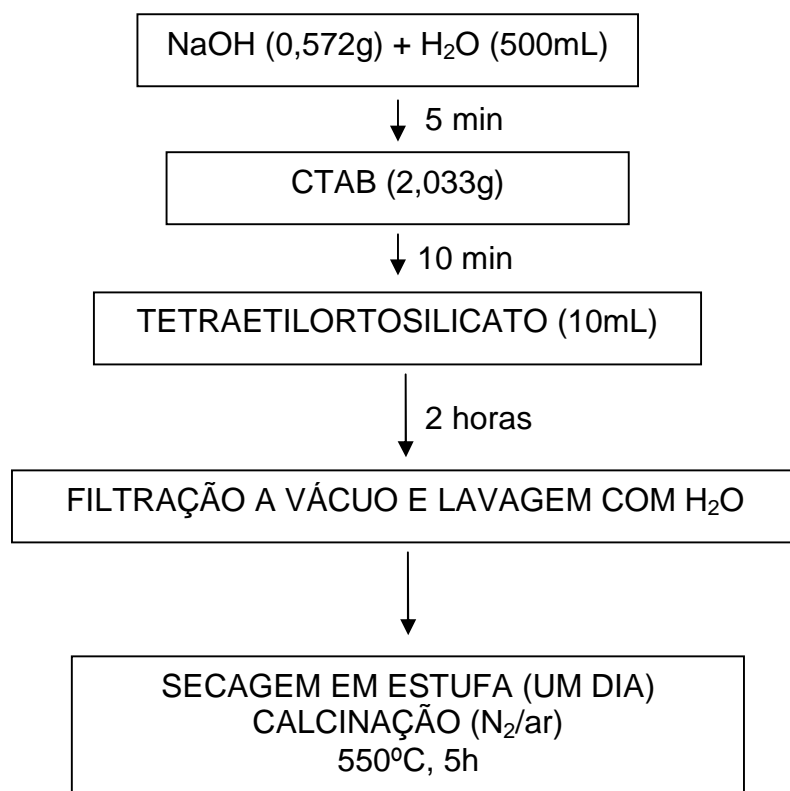 NaOH (0,572g) + H₂O (500mL)
5 min
CTAB (2,033g)
10 min
TETRAETILORTOSILICATO (10mL)
2 horas
FILTRAÇÃO A VÁCUO E LAVAGEM COM H₂O
SECAGEM EM ESTUFA (UM DIA)
CALCINAÇÃO (N₂/ar)
550ºC, 5h